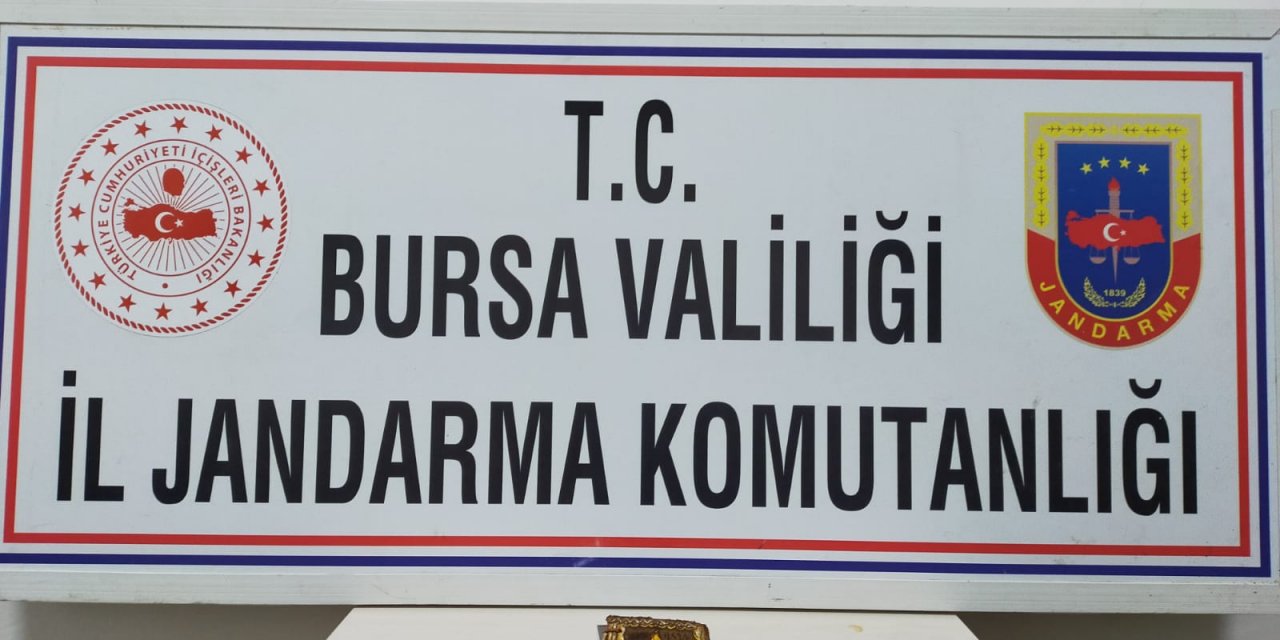 T.C.
BURSA VALİLİĞİ
İL JANDARMA KOMUTANLIĞI
TÜRKİYE CUMHURİYETİ İÇİŞLERİ BAKANLIĞI
1839
JANDARMA